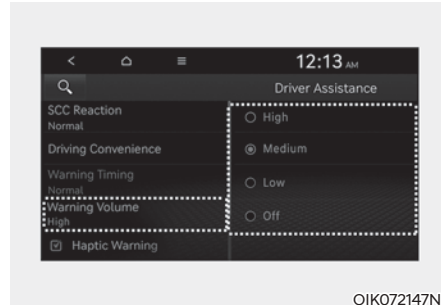 12:13 AM
Driver Assistance
SCC Reaction
Normal
Driving Convenience
Warning Timing
Normal
Warning Volume
High
Haptic Warning
High
Medium
Low
Off
OIK072147N